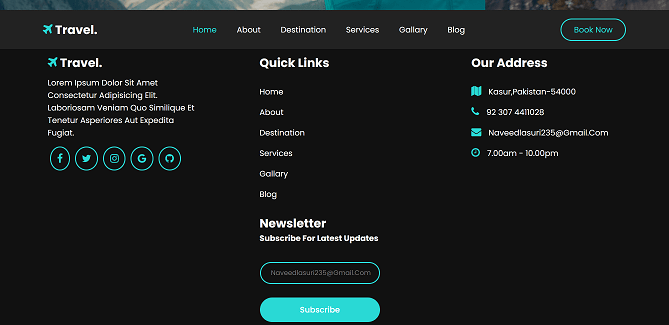 Travel.
Home About Destination Services Gallary Blog
Book Now
Travel.
Lorem Ipsum Dolor Sit Amet
Consectetur Adipisicing Elit.
Laboriosam Veniam Quo Similique Et
Tenetur Asperiores Aut Expedita
Fugiat.
Quick Links
Home
About
Destination
Services
Gallary
Blog
Newsletter
Subscribe For Latest Updates
Naveedlasuri235@Gmail.Com
Subscribe
Our Address
Kasur,Pakistan-54000
92 307 4411028
Naveedlasuri235@Gmail.Com
7.00am - 10.00pm